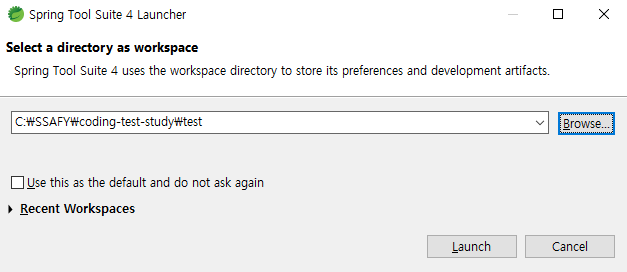 Spring Tool Suite 4 Launcher
Select a directory as workspace
Spring Tool Suite 4 uses the workspace directory to store its preferences and development artifacts.
C:₩SSAFY₩coding-test-study₩test
Browse...
Use this as the default and do not ask again
Recent Workspaces
Launch
Cancel